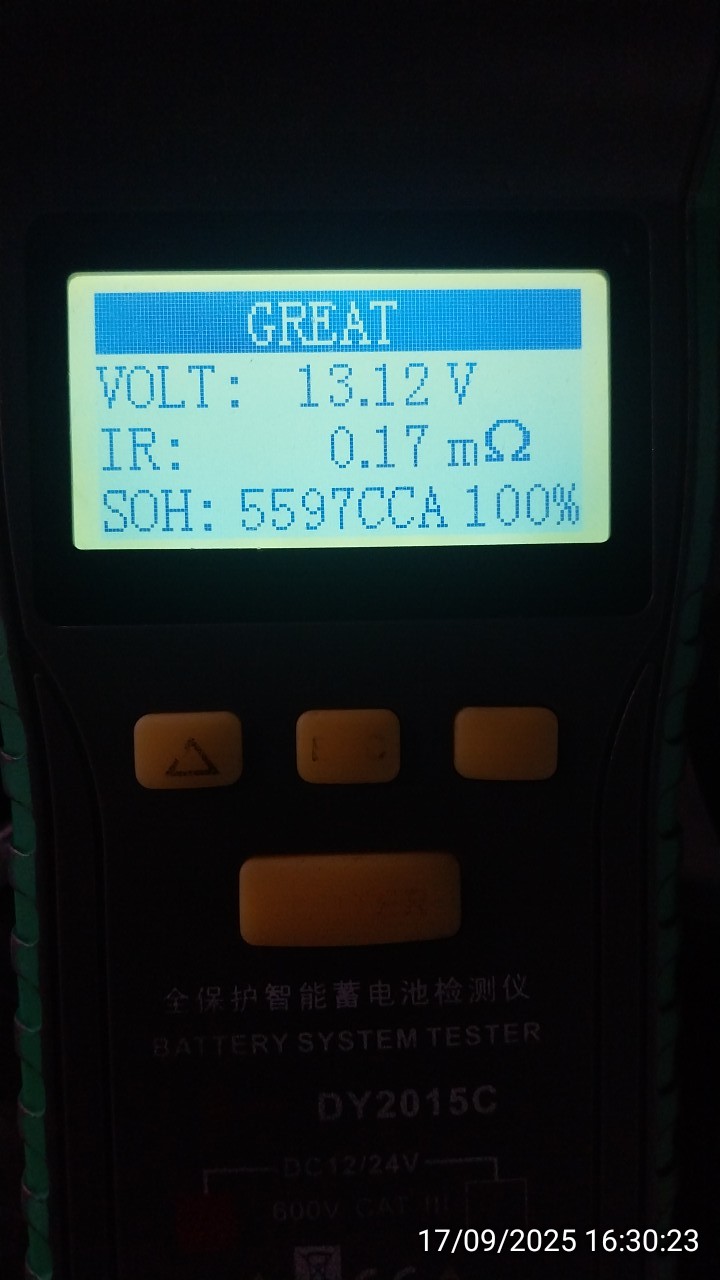 GREAT
VOLT: 13.12 V
IR: 0.17 mΩ
SOH: 5597CCA 100%
全保护智能蓄电池检测仪
BATTERY SYSTEM TESTER
DY2015C
DC12/24V
600V CAT III
17/09/2025 16:30:23